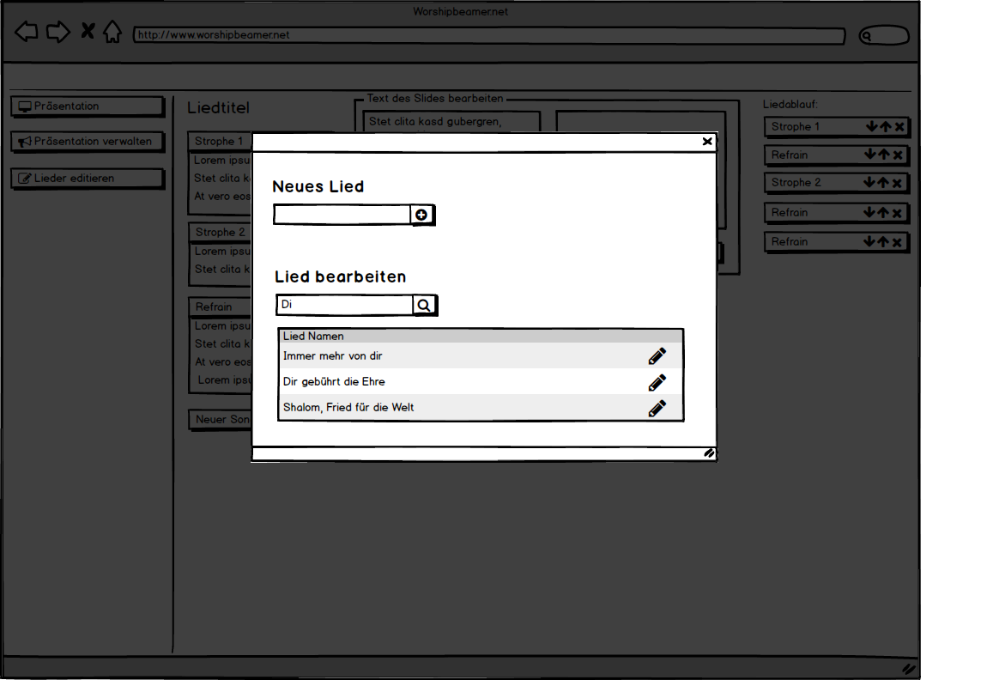 Worshipbeamer.net
http://www.worshipbeamer.net
Präsentation
Präsentation verwalten
Lieder editieren
Liedtitel
Strophe 1
Lorem ipsu
Stet clita k
At vero eos
Strophe 2
Lorem ipsu
Stet clita k
Refrain
Lorem ipsu
Stet clita k
At vero eos
Lorem ipsu
Neuer Son
Text des Slides bearbeiten
Stet clita kasd gubergren,
Neues Lied
Lied bearbeiten
Di
Lied Namen
Immer mehr von dir
Dir gebührt die Ehre
Shalom, Fried für die Welt
Liedablauf:
Strophe 1
Refrain
Strophe 2
Refrain
Refrain